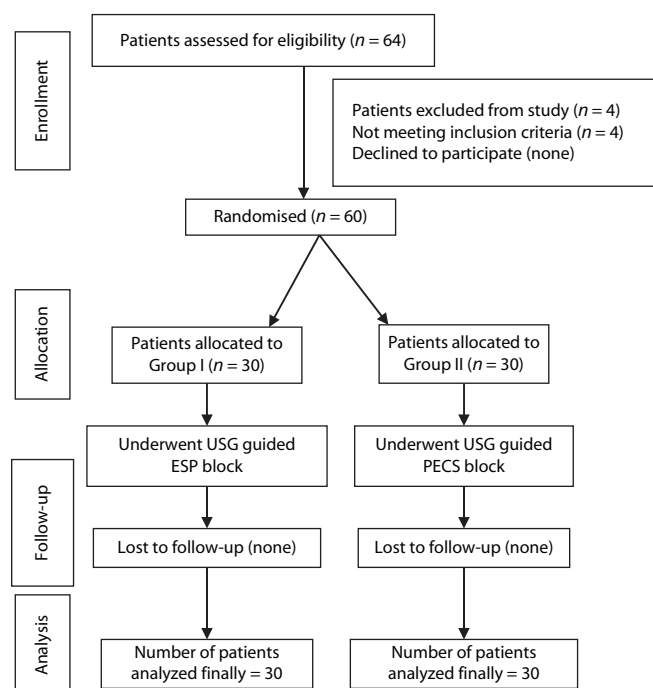 Enrollment
Patients assessed for eligibility (n = 64)
Patients excluded from study (n = 4)
Not meeting inclusion criteria (n = 4)
Declined to participate (none)
Randomised (n = 60)
Allocation
Patients allocated to
Group I (n = 30)
Patients allocated to
Group II (n = 30)
Underwent USG guided
ESP block
Underwent USG guided
PECS block
Follow-up
Lost to follow-up (none)
Lost to follow-up (none)
Analysis
Number of patients
analyzed finally = 30
Number of patients
analyzed finally = 30